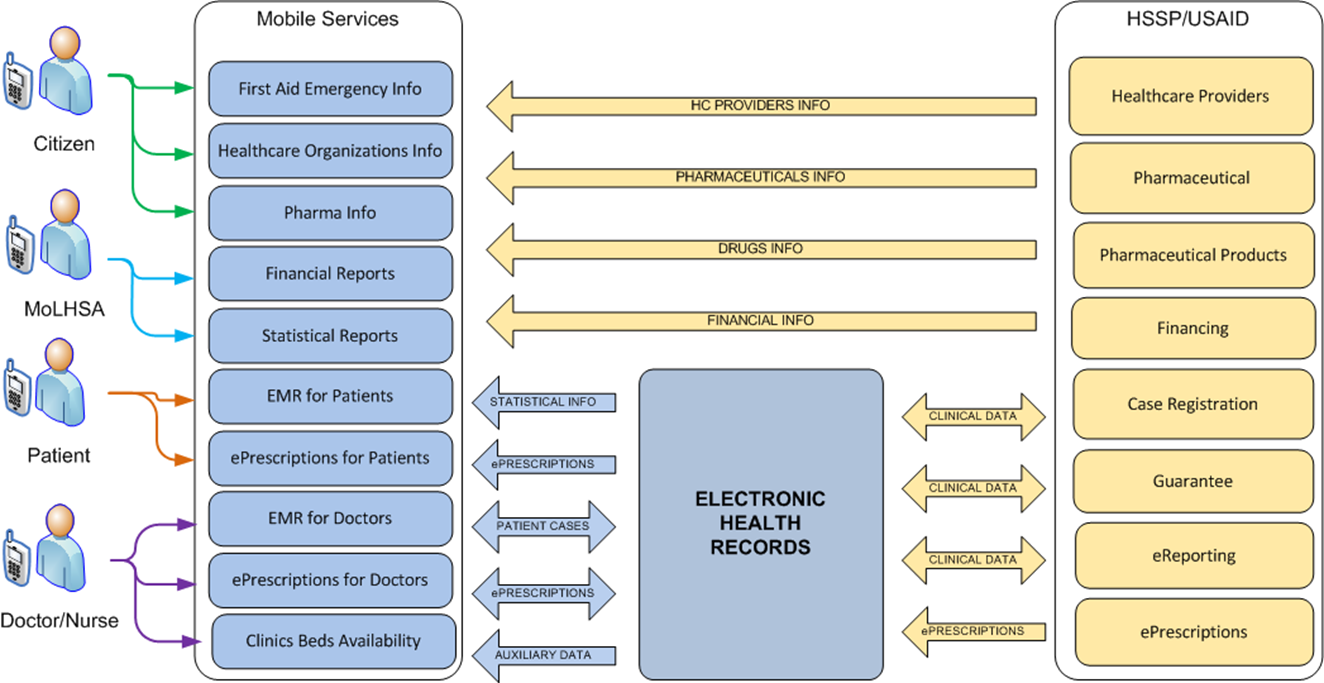 Mobile Services
HSSP/USAID
Citizen
MoLHSA
Patient
Doctor/Nurse
First Aid Emergency Info
Healthcare Organizations Info
Pharma Info
Financial Reports
Statistical Reports
EMR for Patients
ePrescriptions for Patients
EMR for Doctors
ePrescriptions for Doctors
Clinics Beds Availability
HC PROVIDERS INFO
PHARMACEUTICALS INFO
DRUGS INFO
FINANCIAL INFO
STATISTICAL INFO
ePRESCRIPTIONS
PATIENT CASES
ePRESCRIPTIONS
AUXILIARY DATA
ELECTRONIC
HEALTH
RECORDS
CLINICAL DATA
CLINICAL DATA
CLINICAL DATA
ePRESCRIPTIONS
Healthcare Providers
Pharmaceutical
Pharmaceutical Products
Financing
Case Registration
Guarantee
eReporting
ePrescriptions